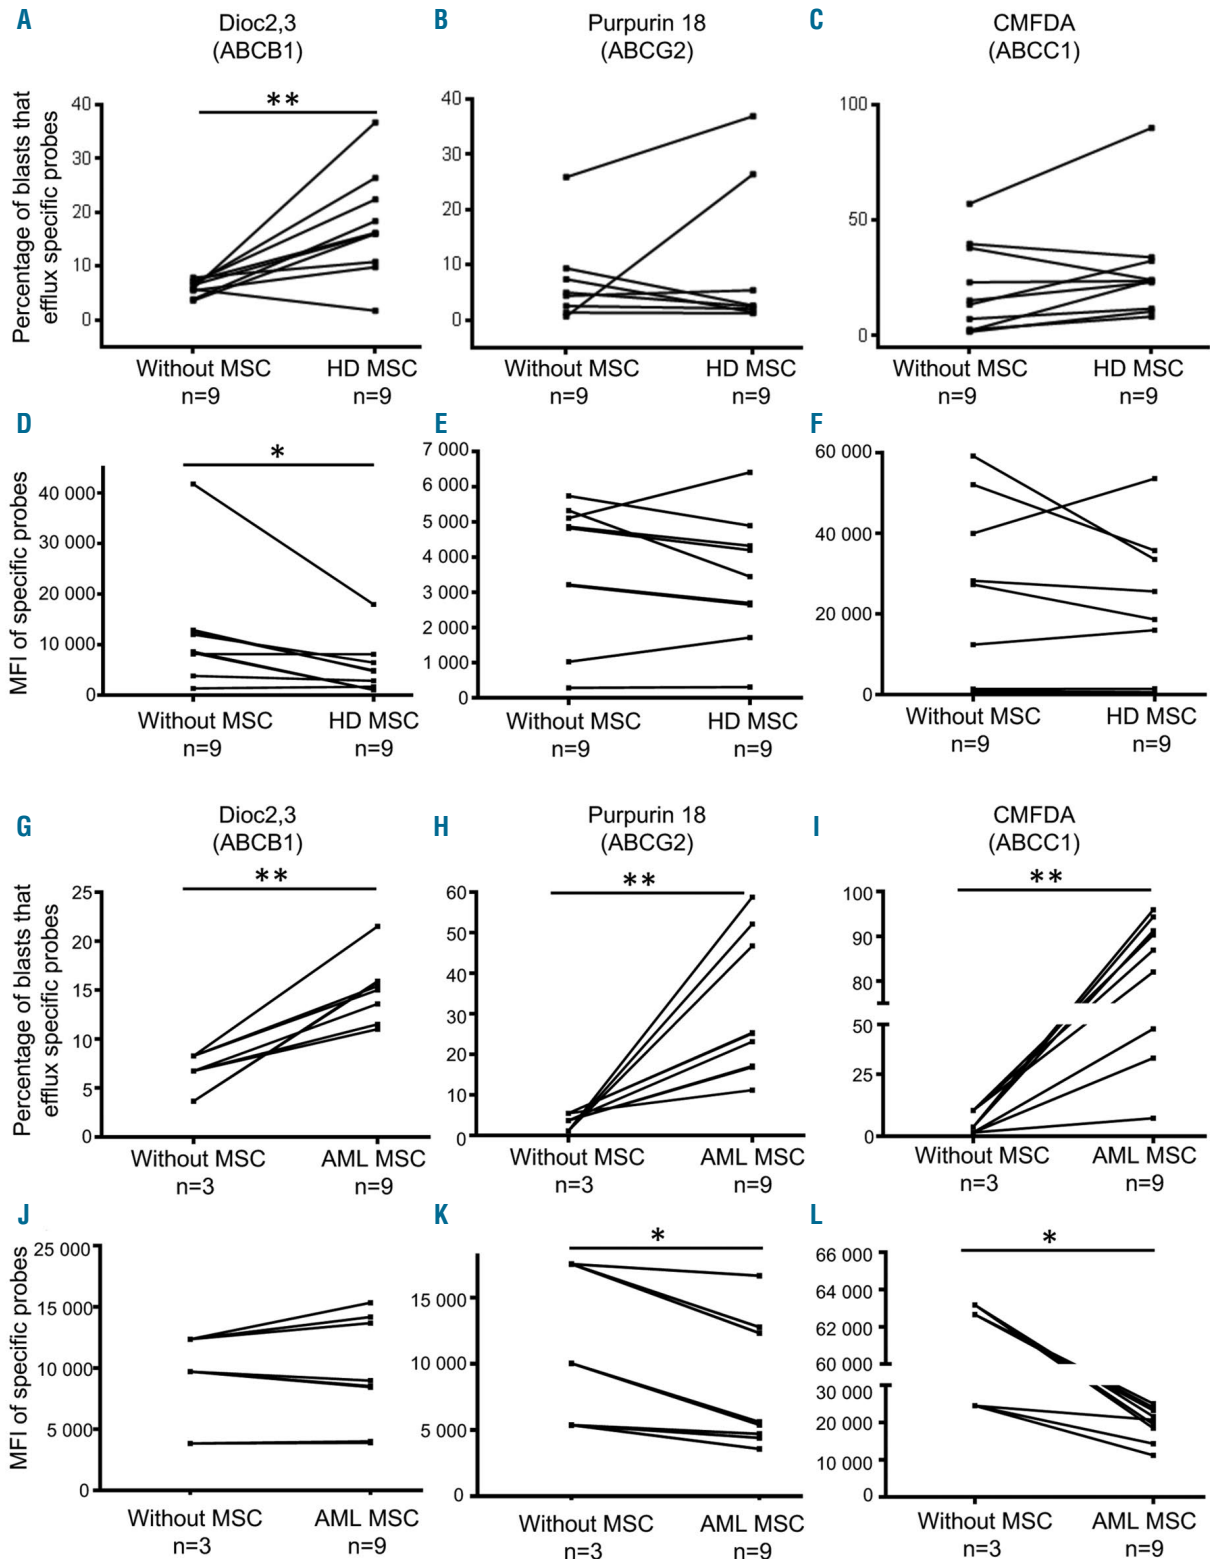 A
Dioc2,3
(ABCB1)
B
Purpurin 18
(ABCG2)
C
CMFDA
(ABCC1)
Percentage of blasts that
efflux specific probes
40
30
20
10
0
**
Without MSC
n=9
HD MSC
n=9
40
30
20
10
0
Without MSC
n=9
HD MSC
n=9
100
50
0
Without MSC
n=9
HD MSC
n=9
D
MFI of specific probes
40 000
30 000
20 000
10 000
0
*
Without MSC
n=9
HD MSC
n=9
E
7 000
6 000
5 000
4 000
3 000
2 000
1 000
0
Without MSC
n=9
HD MSC
n=9
F
60 000
40 000
20 000
0
Without MSC
n=9
HD MSC
n=9
G
Dioc2,3
(ABCB1)
H
Purpurin 18
(ABCG2)
I
CMFDA
(ABCC1)
Percentage of blasts that
efflux specific probes
25
20
15
10
5
0
**
Without MSC
n=3
AML MSC
n=9
60
50
40
30
20
10
0
**
Without MSC
n=3
AML MSC
n=9
100
90
80
50
25
0
**
Without MSC
n=3
AML MSC
n=9
J
MFI of specific probes
25 000
15 000
10 000
5 000
0
Without MSC
n=3
AML MSC
n=9
K
15 000
10 000
5 000
0
*
Without MSC
n=3
AML MSC
n=9
L
66 000
64 000
62 000
60 000
30 000
20 000
10 000
0
*
Without MSC
n=3
AML MSC
n=9